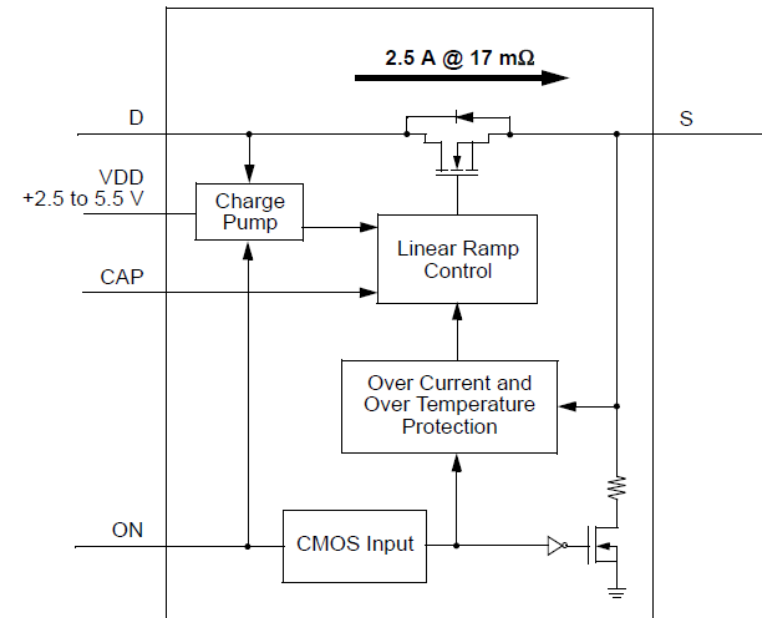 2.5 A @ 17 mΩ
D
S
VDD
+2.5 to 5.5 V
Charge
Pump
Linear Ramp
Control
CAP
Over Current and
Over Temperature
Protection
ON
CMOS Input